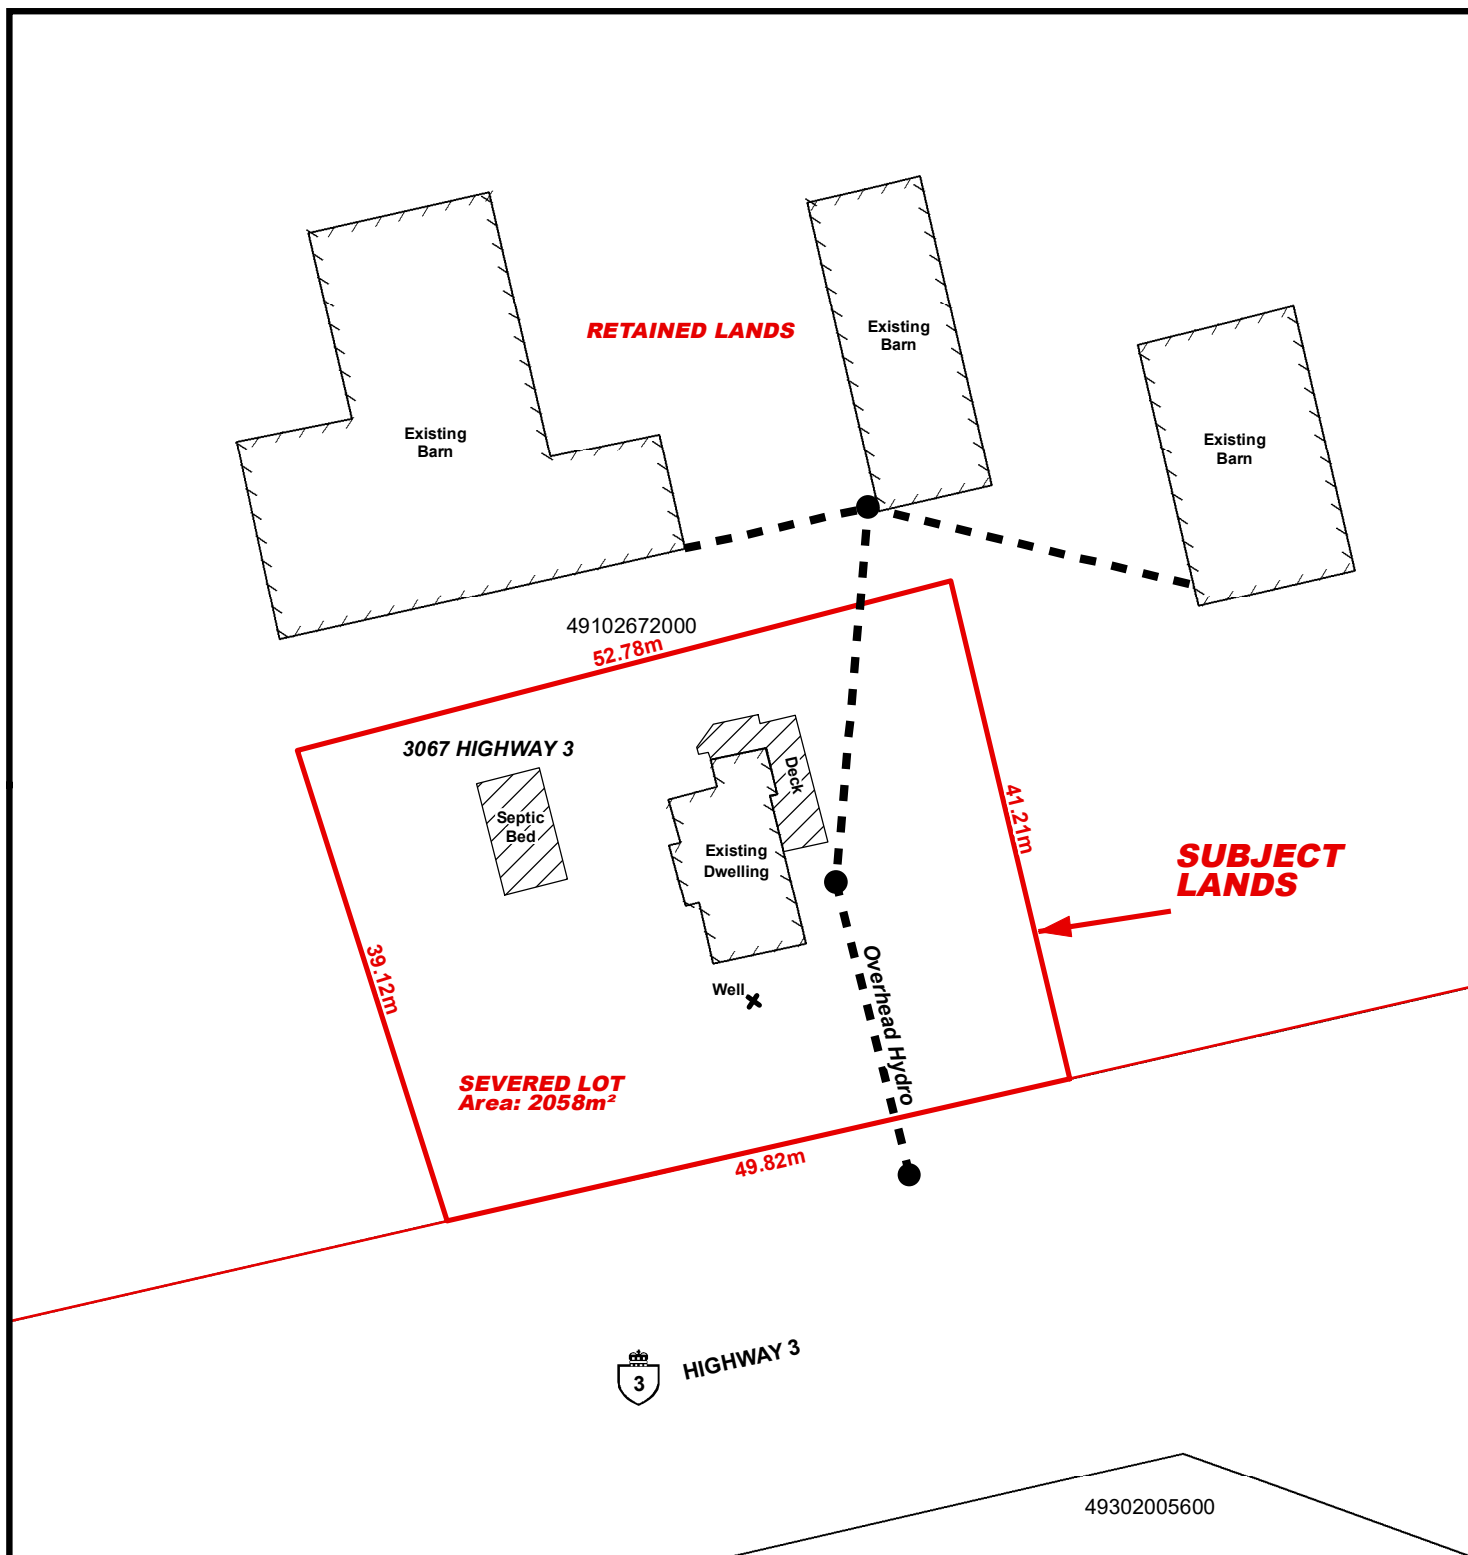 RETAINED LANDS
Existing
Barn
Existing
Barn
Existing
Barn
49102672000
52.78m
3067 HIGHWAY 3
Deck
Septic
Bed
41.21m
Existing
Dwelling
SUBJECT
LANDS
39.12m
Well
Overhead Hydro
SEVERED LOT
Area: 2058m²
49.82m
3
HIGHWAY 3
49302005600